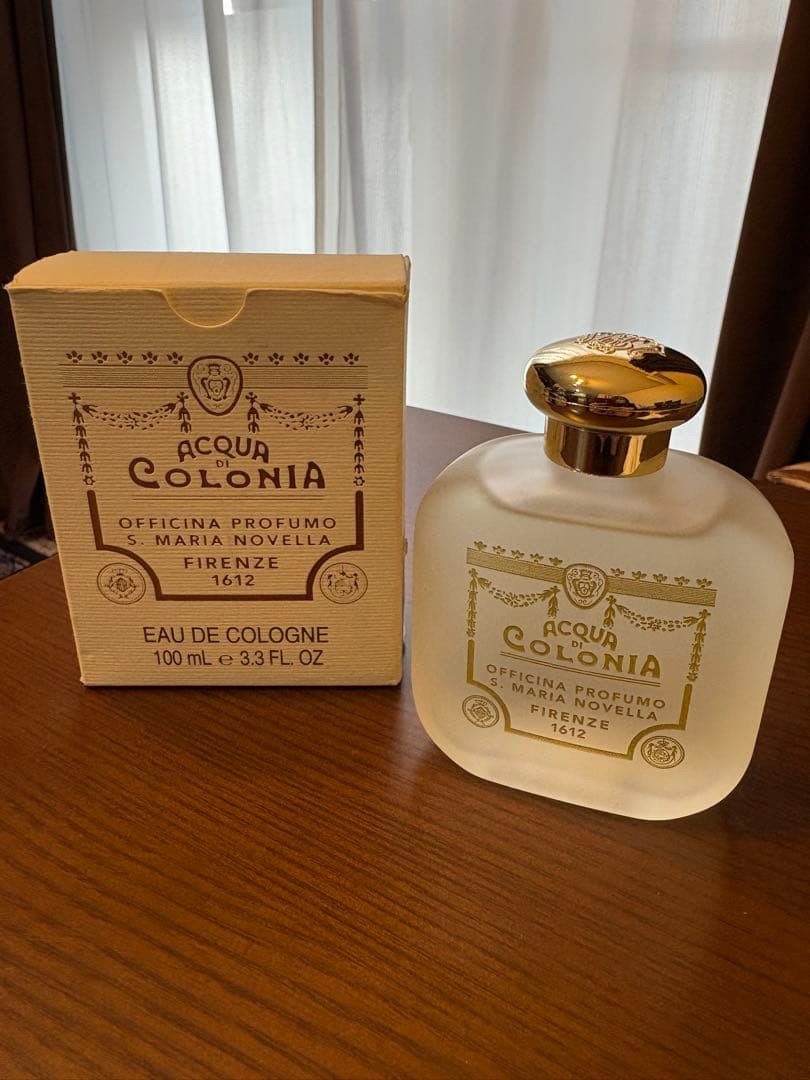 ACQUA
DI
COLONIA
OFFICINA PROFUMO
S. MARIA NOVELLA
FIRENZE
1612
EAU DE COLOGNE
100 mL ℮ 3.3 FL. OZ
ACQUA
DI
COLONIA
OFFICINA PROFUMO
S. MARIA NOVELLA
FIRENZE
1612